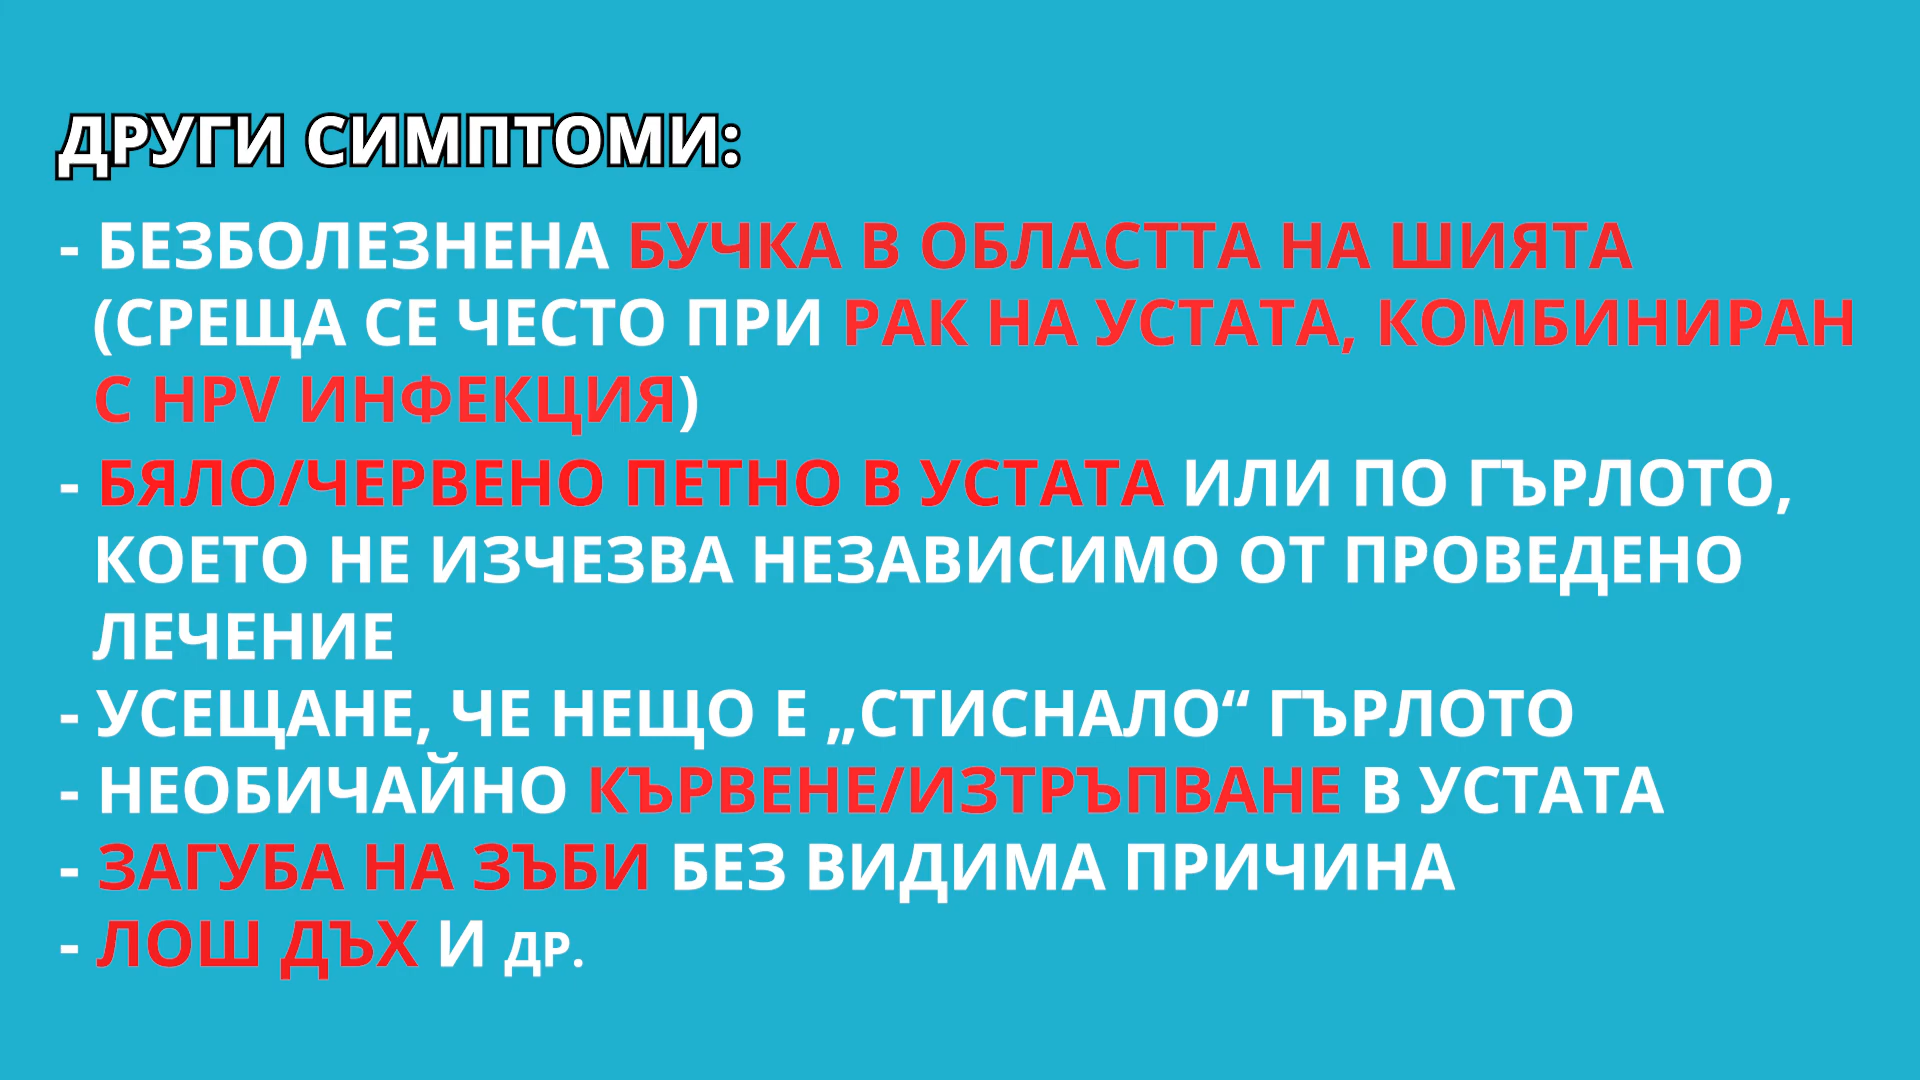 ДРУГИ СИМПТОМИ:
- БЕЗБОЛЕЗНЕНА БУЧКА В ОБЛАСТТА НА ШИЯТА
(СРЕЩА СЕ ЧЕСТО ПРИ РАК НА УСТАТА, КОМБИНИРАН
С HPV ИНФЕКЦИЯ)
- БЯЛО/ЧЕРВЕНО ПЕТНО В УСТАТА ИЛИ ПО ГЪРЛОТО,
КОЕТО НЕ ИЗЧЕЗВА НЕЗАВИСИМО ОТ ПРОВЕДЕНО
ЛЕЧЕНИЕ
- УСЕЩАНЕ, ЧЕ НЕЩО Е „СТИСНАЛО“ ГЪРЛОТО
- НЕОБИЧАЙНО КЪРВЕНЕ/ИЗТРЪПВАНЕ В УСТАТА
- ЗАГУБА НА ЗЪБИ БЕЗ ВИДИМА ПРИЧИНА
- ЛОШ ДЪХ И ДР.